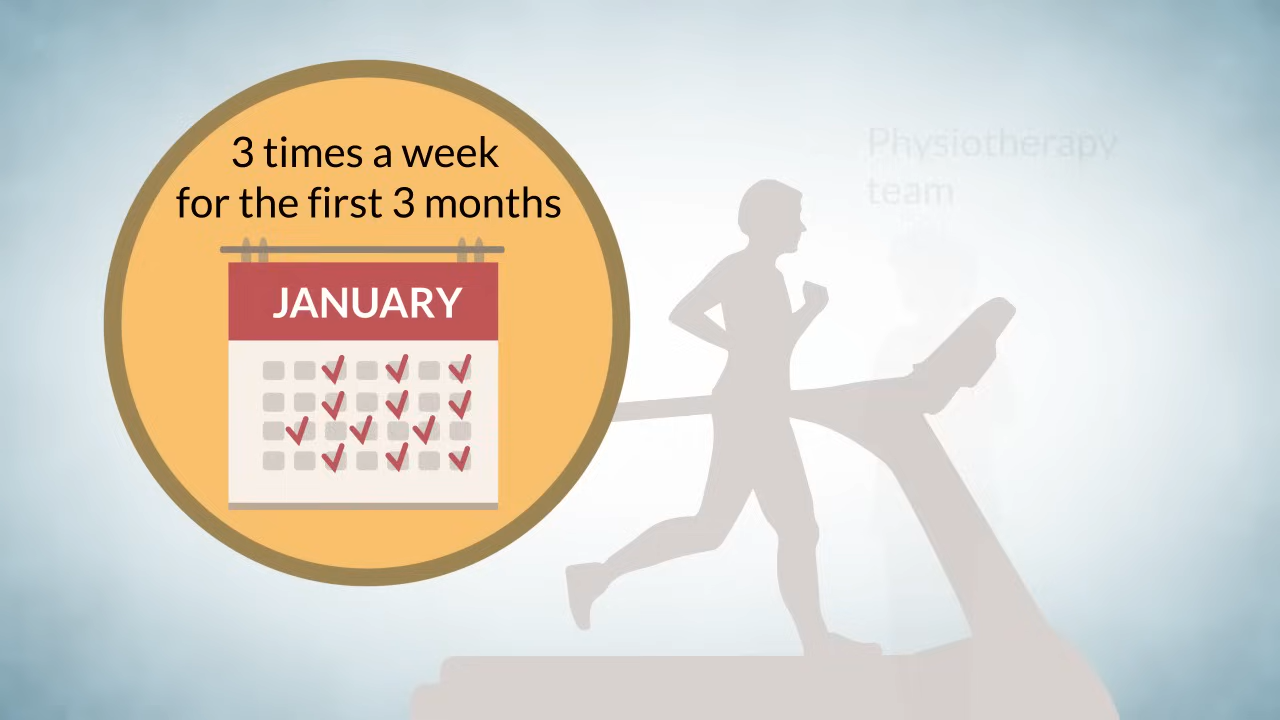 3 times a week
for the first 3 months
JANUARY
Physiotherapy
team